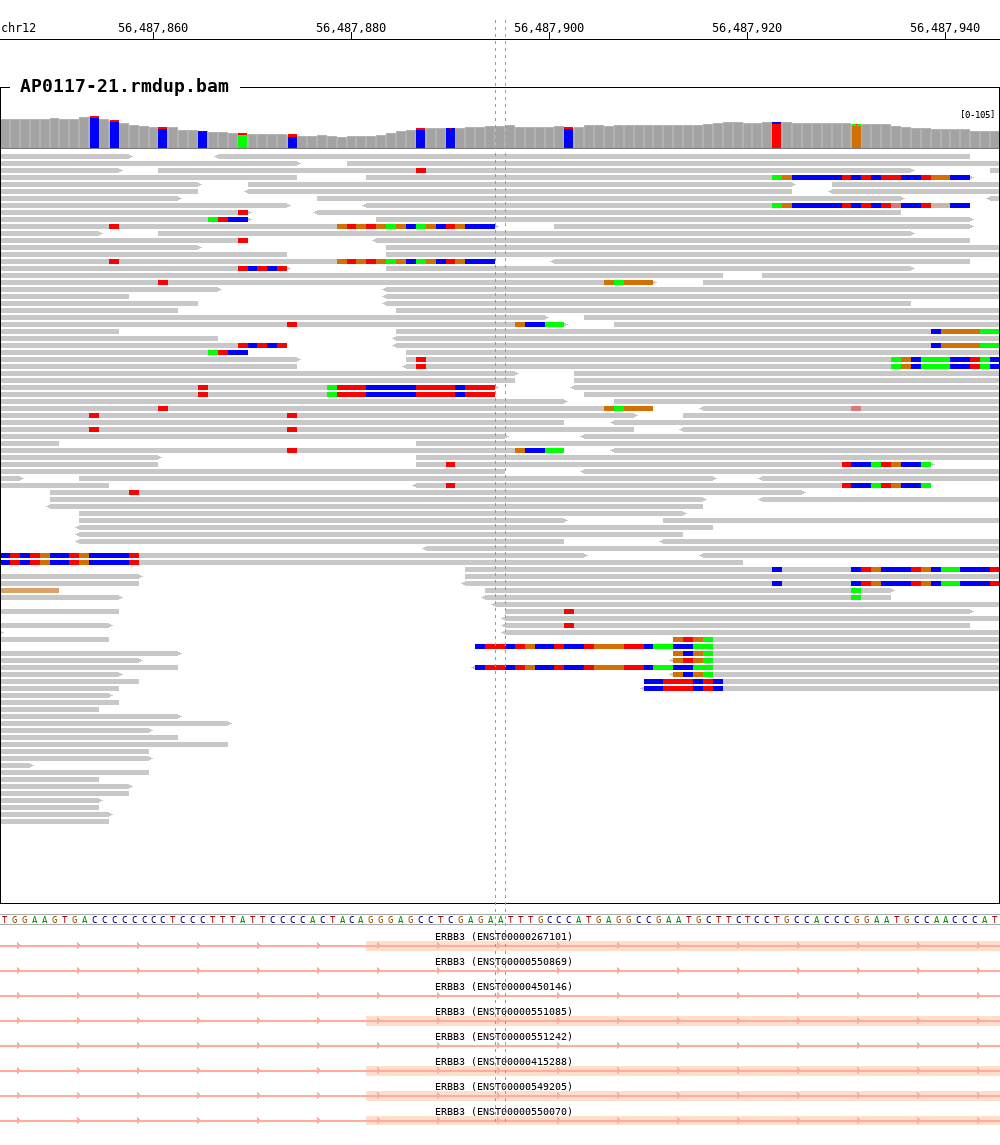 chr12 56,487,860 56,487,880 56,487,900 56,487,920 56,487,940
AP0117-21.rmdup.bam
[0-105]
T G G A A G T G A C C C C C C C C T C C C T T T A T T C C C C A C T A C A G G G A G C C T C G A G A A T T T G C C C A T G A G G C C G A A T G C T T C T C C T G C C A C C C G G A A T G C C A A C C C A T
ERBB3 (ENST00000267101)
ERBB3 (ENST00000550869)
ERBB3 (ENST00000450146)
ERBB3 (ENST00000551085)
ERBB3 (ENST00000551242)
ERBB3 (ENST00000415288)
ERBB3 (ENST00000549205)
ERBB3 (ENST00000550070)